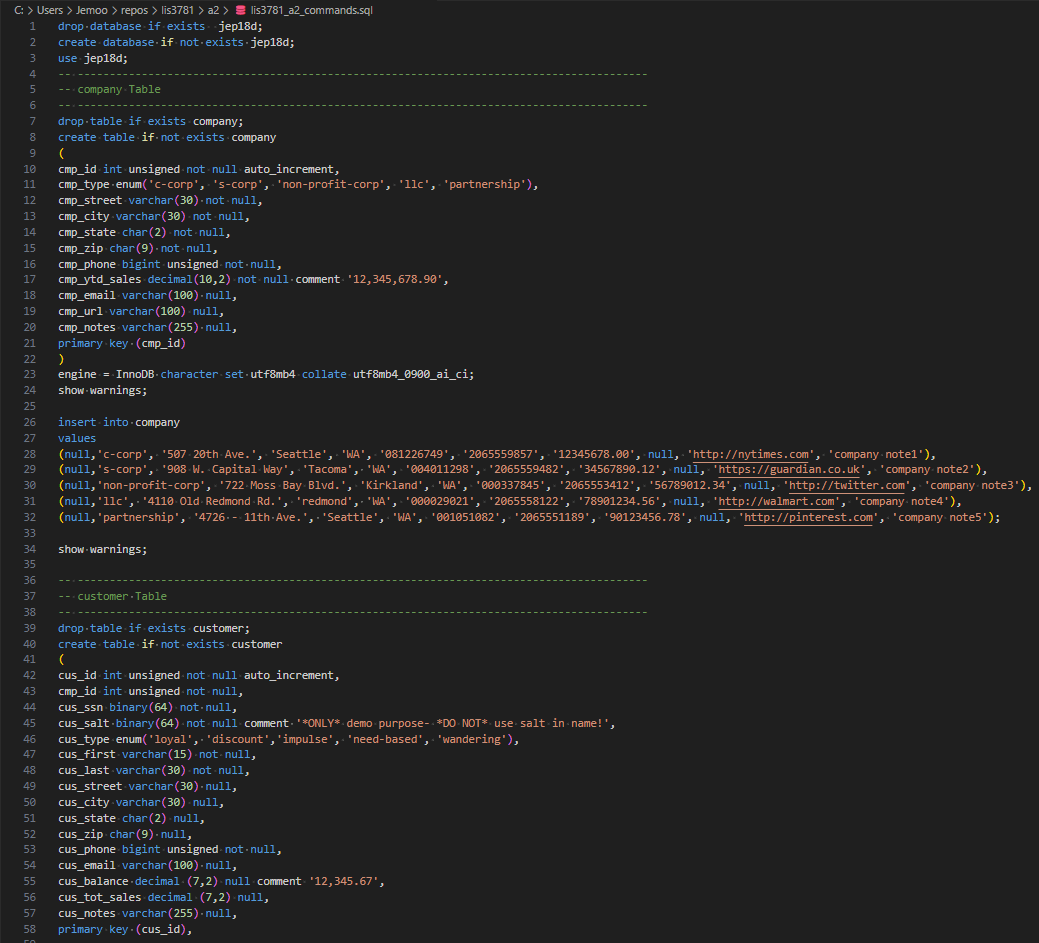 C: > Users > Jemoo > repos > lis3781 > a2 > lis3781_a2_commands.sql
1 drop database if exists jep18d;
2 create database if not exists jep18d;
3 use jep18d;
4 -- ----------------------------------------------------------------------------------------
5 -- company Table
6 -- ----------------------------------------------------------------------------------------
7 drop table if exists company;
8 create table if not exists company
9 (
10 cmp_id int unsigned not null auto_increment,
11 cmp_type enum('c-corp', 's-corp', 'non-profit-corp', 'llc', 'partnership'),
12 cmp_street varchar(30) not null,
13 cmp_city varchar(30) not null,
14 cmp_state char(2) not null,
15 cmp_zip char(9) not null,
16 cmp_phone bigint unsigned not null,
17 cmp_ytd_sales decimal(10,2) not null comment '12,345,678.90',
18 cmp_email varchar(100) null,
19 cmp_url varchar(100) null,
20 cmp_notes varchar(255) null,
21 primary key (cmp_id)
22 )
23 engine = InnoDB character set utf8mb4 collate utf8mb4_0900_ai_ci;
24 show warnings;
25
26 insert into company
27 values
28 (null,'c-corp', '507 20th Ave.', 'Seattle', 'WA', '081226749', '2065559857', '12345678.00', null, 'http://nytimes.com', 'company note1'),
29 (null,'s-corp', '908 W. Capital Way', 'Tacoma', 'WA', '004011298', '2065559482', '34567890.12', null, 'https://guardian.co.uk', 'company note2'),
30 (null,'non-profit-corp', '722 Moss Bay Blvd.', 'Kirkland', 'WA', '000337845', '2065553412', '56789012.34', null, 'http://twitter.com', 'company note3'),
31 (null,'llc', '4110 Old Redmond Rd.', 'redmond', 'WA', '000029021', '2065558122', '78901234.56', null, 'http://walmart.com', 'company note4'),
32 (null,'partnership', '4726 - 11th Ave.', 'Seattle', 'WA', '001051082', '2065551189', '90123456.78', null, 'http://pinterest.com', 'company note5');
33
34 show warnings;
35
36 -- ----------------------------------------------------------------------------------------
37 -- customer Table
38 -- ----------------------------------------------------------------------------------------
39 drop table if exists customer;
40 create table if not exists customer
41 (
42 cus_id int unsigned not null auto_increment,
43 cmp_id int unsigned not null,
44 cus_ssn binary(64) not null,
45 cus_salt binary(64) not null comment '*ONLY* demo purpose- *DO NOT* use salt in name!',
46 cus_type enum('loyal', 'discount','impulse', 'need-based', 'wandering'),
47 cus_first varchar(15) not null,
48 cus_last varchar(30) not null,
49 cus_street varchar(30) null,
50 cus_city varchar(30) null,
51 cus_state char(2) null,
52 cus_zip char(9) null,
53 cus_phone bigint unsigned not null,
54 cus_email varchar(100) null,
55 cus_balance decimal (7,2) null comment '12,345.67',
56 cus_tot_sales decimal (7,2) null,
57 cus_notes varchar(255) null,
58 primary key (cus_id),